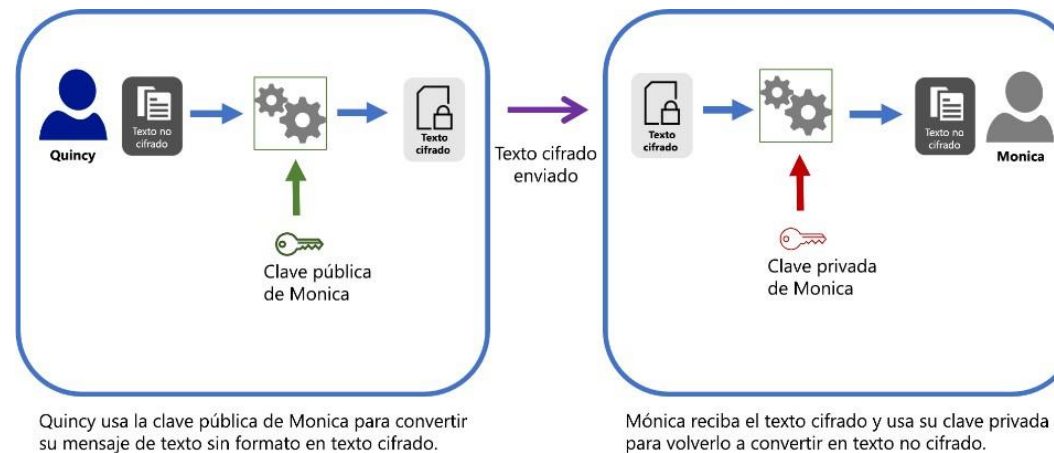 Texto no
cifrado
Quincy
Texto
cifrado
Clave pública
de Monica
Texto cifrado
enviado
Texto
cifrado
Texto no
cifrado
Monica
Clave privada
de Monica
Quincy usa la clave pública de Monica para convertir
su mensaje de texto sin formato en texto cifrado.
Mónica reciba el texto cifrado y usa su clave privada
para volverlo a convertir en texto no cifrado.